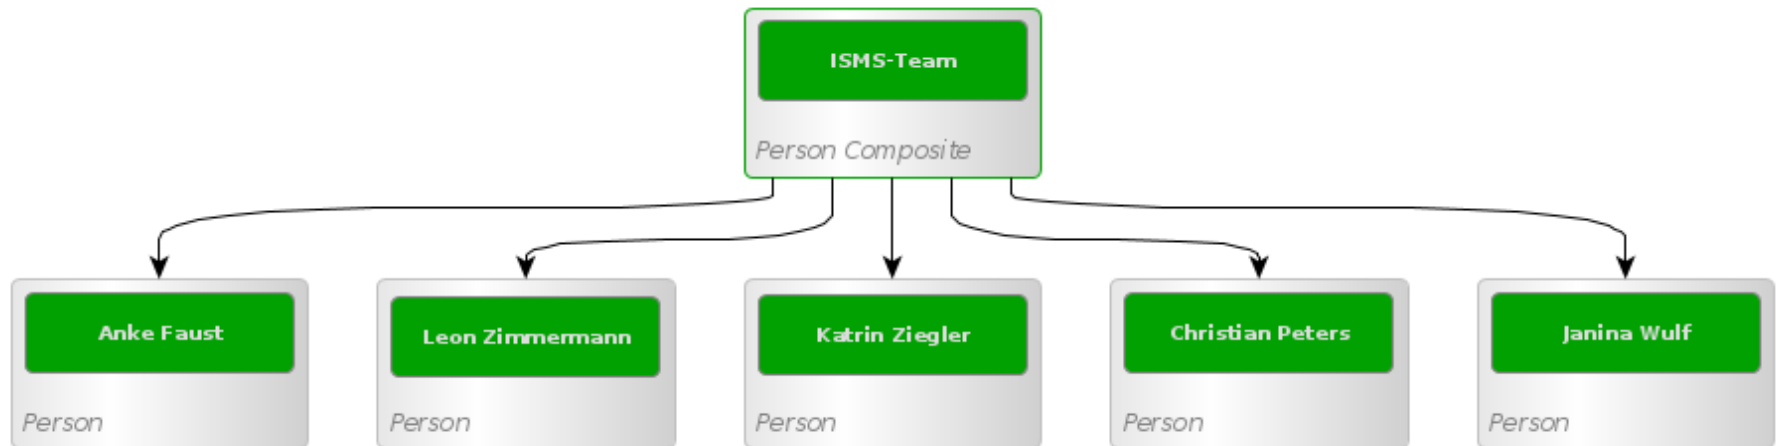 ISMS-Team
Person Composite
Anke Faust
Leon Zimmermann
Katrin Ziegler
Christian Peters
Janina Wulf
Person
Person
Person
Person
Person